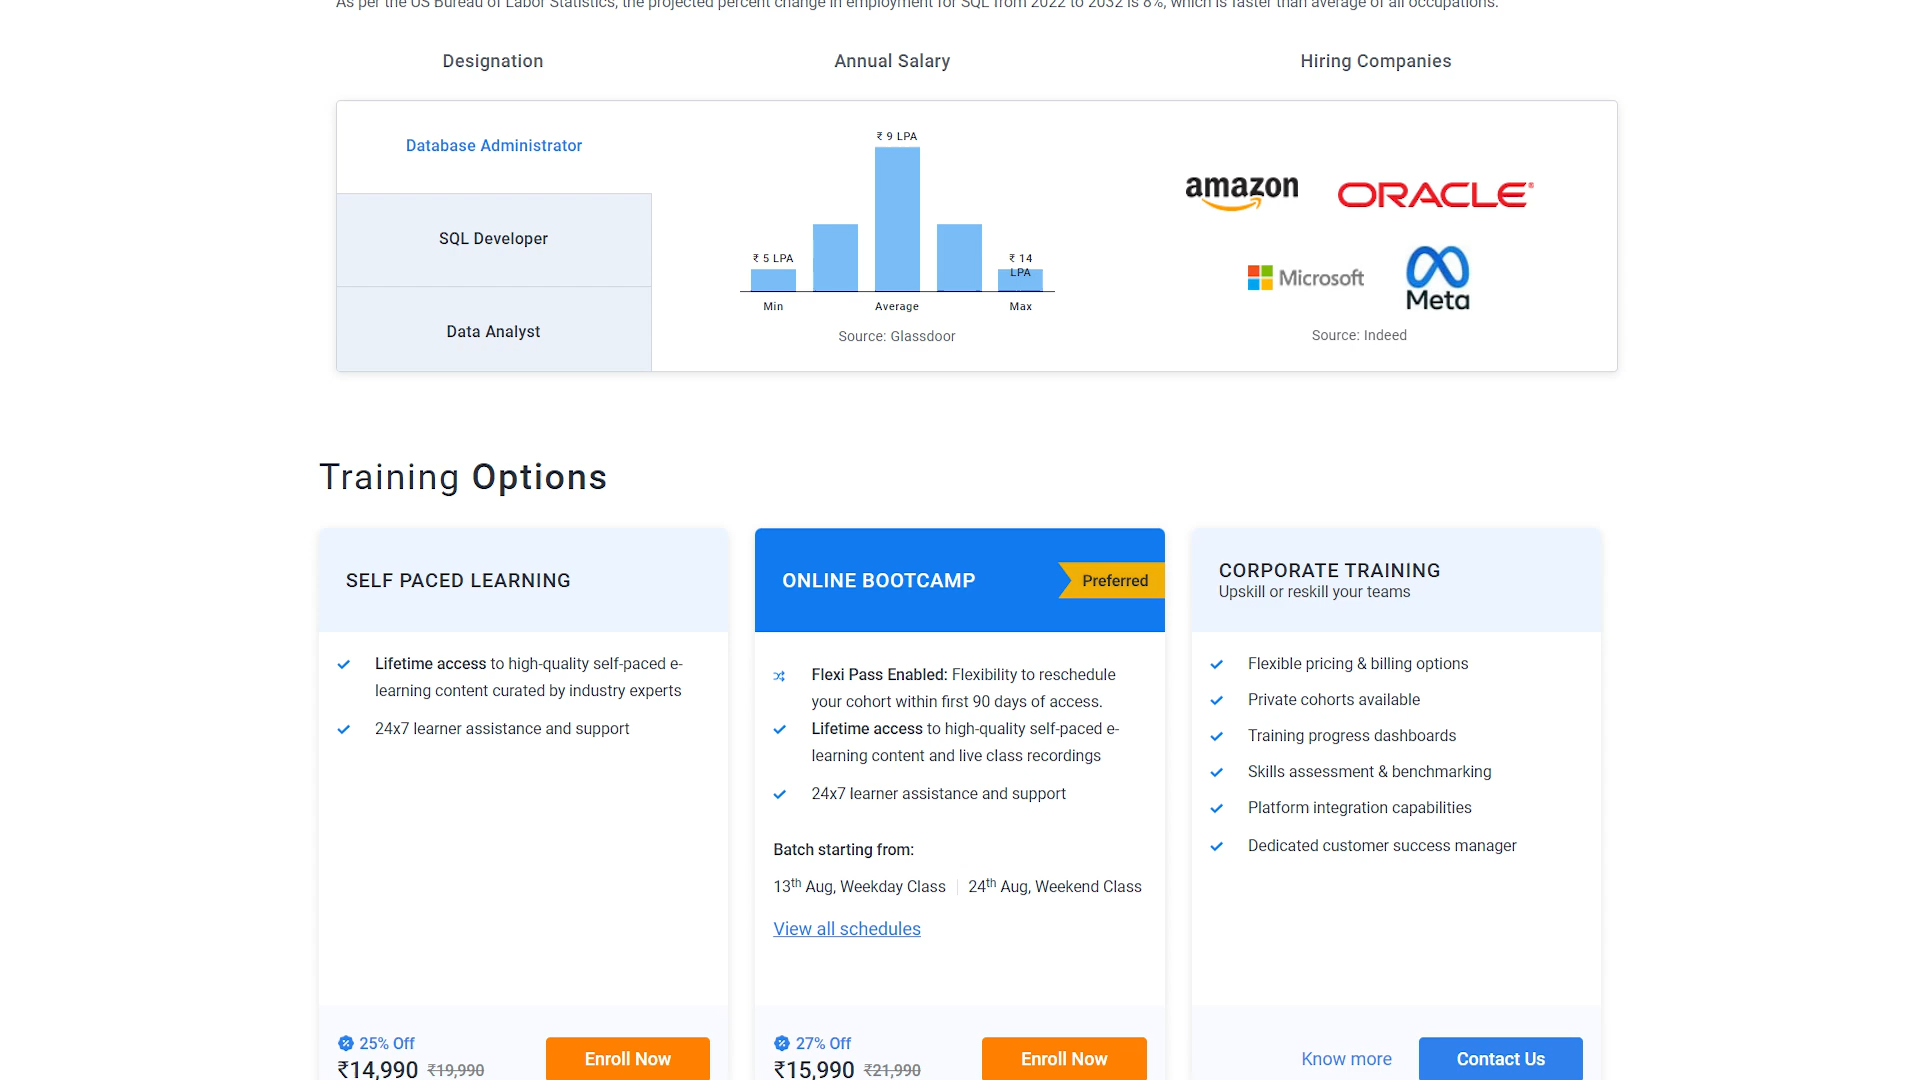 As per the US Bureau of Labor Statistics, the projected percent change in employment for SQL from 2022 to 2032 is 8%, which is faster than average of all occupations.
Designation
Annual Salary
Hiring Companies
Database Administrator
SQL Developer
Data Analyst
₹ 9 LPA
₹ 5 LPA
₹ 14
LPA
Min
Average
Max
Source: Glassdoor
amazon
ORACLE
Microsoft
Meta
Source: Indeed
Training Options
SELF PACED LEARNING
Lifetime access to high-quality self-paced e-
learning content curated by industry experts
24x7 learner assistance and support
25% Off
₹14,990 ₹19,990
Enroll Now
ONLINE BOOTCAMP
Preferred
Flexi Pass Enabled: Flexibility to reschedule
your cohort within first 90 days of access.
Lifetime access to high-quality self-paced e-
learning content and live class recordings
24x7 learner assistance and support
Batch starting from:
13th Aug, Weekday Class
24th Aug, Weekend Class
View all schedules
27% Off
₹15,990 ₹21,990
Enroll Now
CORPORATE TRAINING
Upskill or reskill your teams
Flexible pricing & billing options
Private cohorts available
Training progress dashboards
Skills assessment & benchmarking
Platform integration capabilities
Dedicated customer success manager
Know more
Contact Us